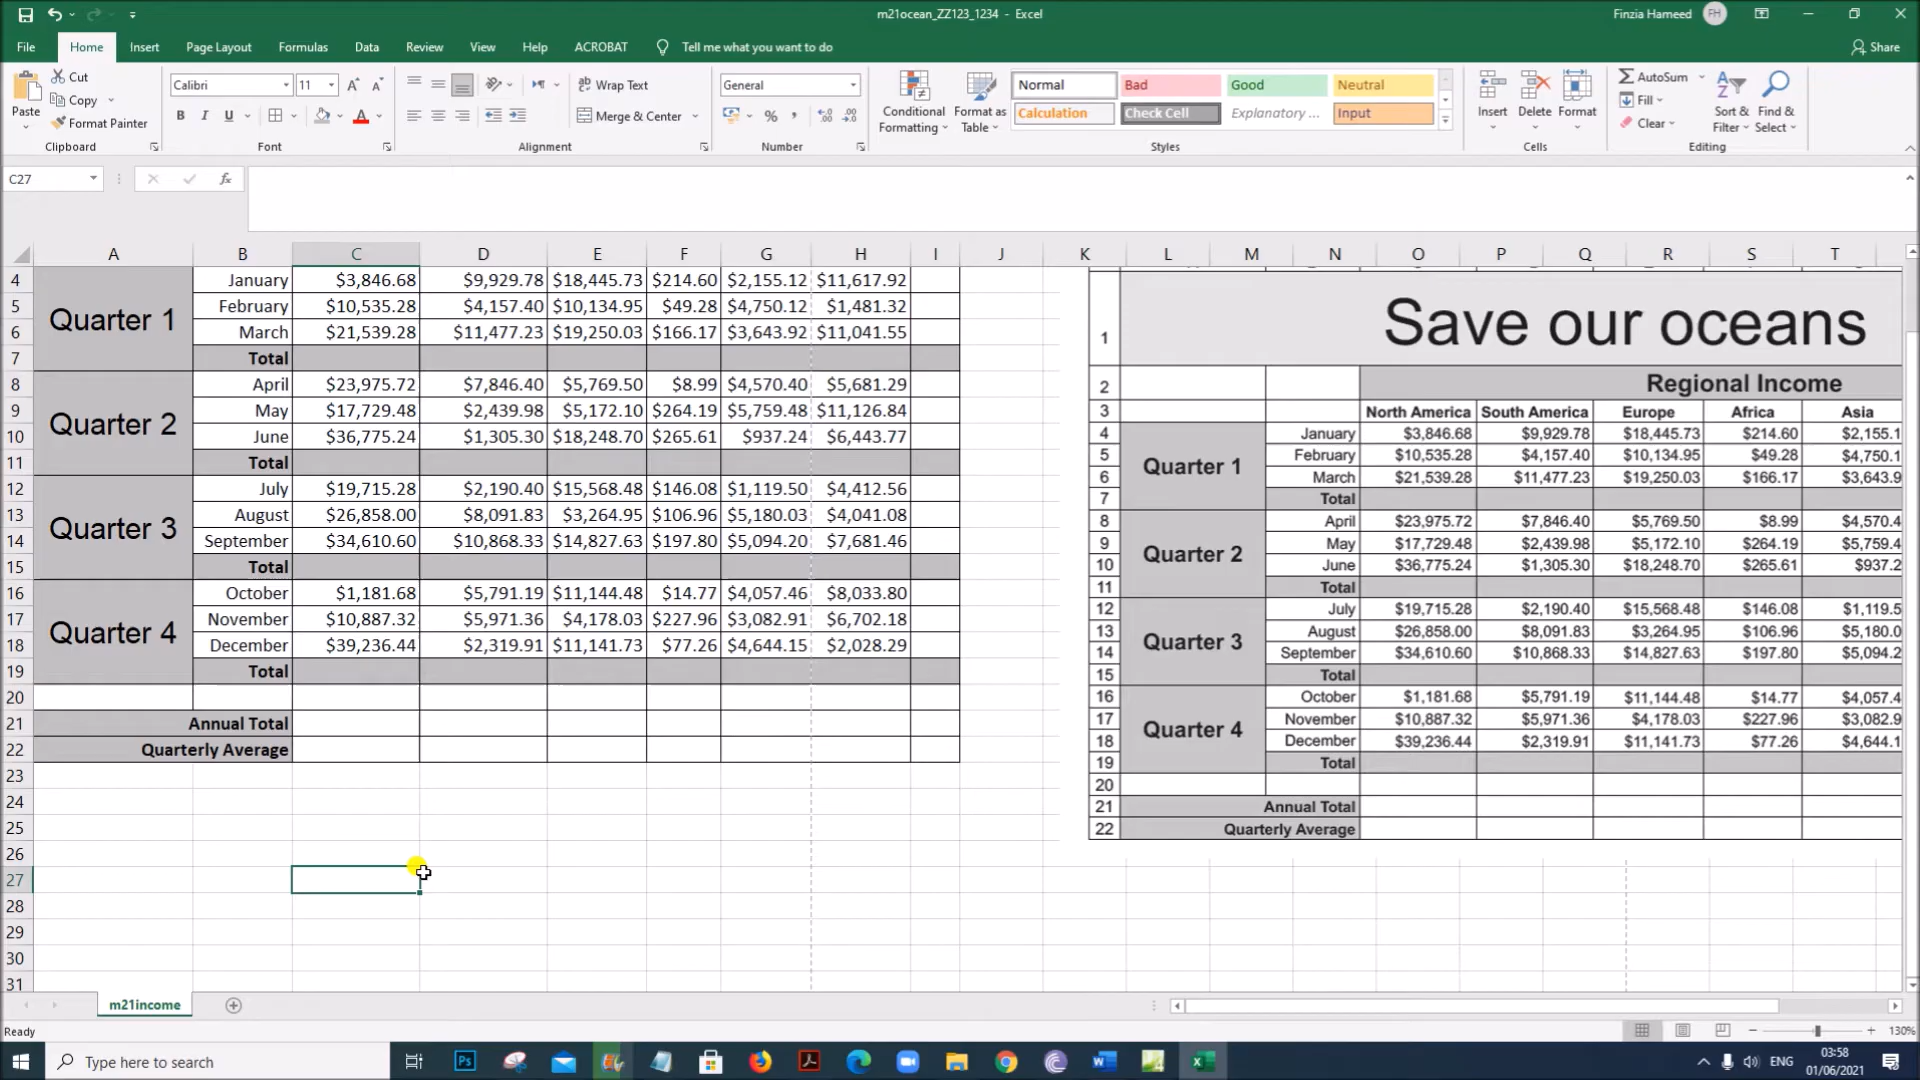 m21ocean_ZZ123_1234 - Excel
Finzia Hameed FH
File Home Insert Page Layout Formulas Data Review View Help ACROBAT Tell me what you want to do Share
Paste Cut Copy Format Painter Clipboard
Calibri 11 A A B I U A Font
ab Wrap Text Merge & Center Alignment
General % , Number
Conditional Formatting Format as Table
Normal Bad Good Neutral
Calculation Check Cell Explanatory ... Input
Styles
Insert Delete Format Cells
AutoSum Fill Clear Sort & Filter Find & Select Editing
C27 fx
A B C D E F G H I J K L M N O P Q R S T
4 January $3,846.68 $9,929.78 $18,445.73 $214.60 $2,155.12 $11,617.92
5 Quarter 1 February $10,535.28 $4,157.40 $10,134.95 $49.28 $4,750.12 $1,481.32
6 March $21,539.28 $11,477.23 $19,250.03 $166.17 $3,643.92 $11,041.55
7 Total
8 April $23,975.72 $7,846.40 $5,769.50 $8.99 $4,570.40 $5,681.29
9 Quarter 2 May $17,729.48 $2,439.98 $5,172.10 $264.19 $5,759.48 $11,126.84
10 June $36,775.24 $1,305.30 $18,248.70 $265.61 $937.24 $6,443.77
11 Total
12 July $19,715.28 $2,190.40 $15,568.48 $146.08 $1,119.50 $4,412.56
13 Quarter 3 August $26,858.00 $8,091.83 $3,264.95 $106.96 $5,180.03 $4,041.08
14 September $34,610.60 $10,868.33 $14,827.63 $197.80 $5,094.20 $7,681.46
15 Total
16 October $1,181.68 $5,791.19 $11,144.48 $14.77 $4,057.46 $8,033.80
17 Quarter 4 November $10,887.32 $5,971.36 $4,178.03 $227.96 $3,082.91 $6,702.18
18 December $39,236.44 $2,319.91 $11,141.73 $77.26 $4,644.15 $2,028.29
19 Total
20
21 Annual Total
22 Quarterly Average
23
24
25
26
27
28
29
30
31
1 Save our oceans
2 Regional Income
3 North America South America Europe Africa Asia
4 January $3,846.68 $9,929.78 $18,445.73 $214.60 $2,155.1
5 Quarter 1 February $10,535.28 $4,157.40 $10,134.95 $49.28 $4,750.1
6 March $21,539.28 $11,477.23 $19,250.03 $166.17 $3,643.9
7 Total
8 April $23,975.72 $7,846.40 $5,769.50 $8.99 $4,570.4
9 Quarter 2 May $17,729.48 $2,439.98 $5,172.10 $264.19 $5,759.4
10 June $36,775.24 $1,305.30 $18,248.70 $265.61 $937.2
11 Total
12 July $19,715.28 $2,190.40 $15,568.48 $146.08 $1,119.5
13 Quarter 3 August $26,858.00 $8,091.83 $3,264.95 $106.96 $5,180.0
14 September $34,610.60 $10,868.33 $14,827.63 $197.80 $5,094.2
15 Total
16 October $1,181.68 $5,791.19 $11,144.48 $14.77 $4,057.4
17 Quarter 4 November $10,887.32 $5,971.36 $4,178.03 $227.96 $3,082.9
18 December $39,236.44 $2,319.91 $11,141.73 $77.26 $4,644.1
19 Total
20
21 Annual Total
22 Quarterly Average
m21income
Ready 130%
Type here to search Ps ENG 03:58
01/06/2021